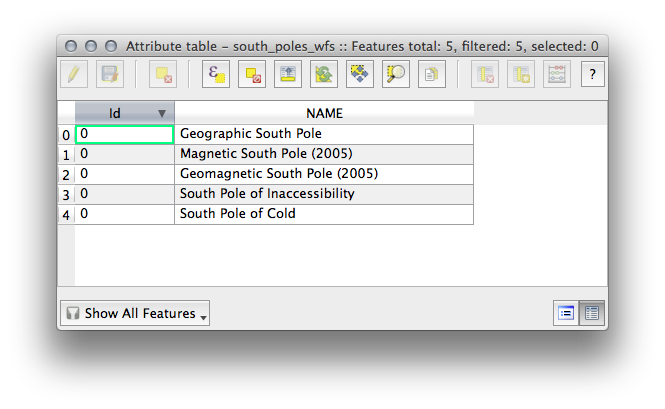 Attribute table – south_poles_wfs :: Features total: 5, filtered: 5, selected: 0
ε ?
Id NAME
0 0 Geographic South Pole
1 0 Magnetic South Pole (2005)
2 0 Geomagnetic South Pole (2005)
3 0 South Pole of Inaccessibility
4 0 South Pole of Cold
Show All Features